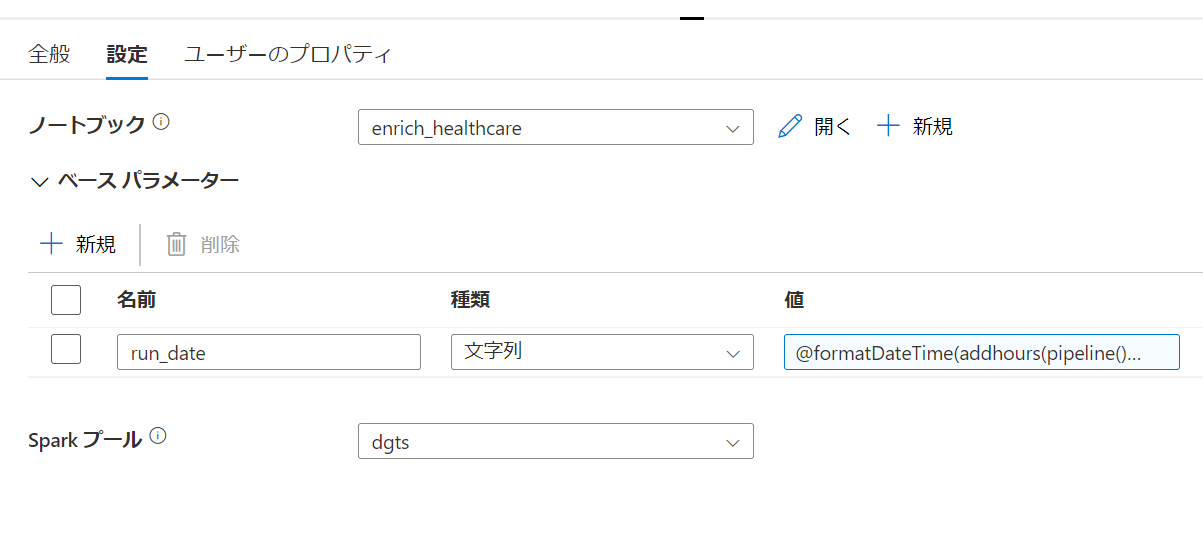 全般 設定 ユーザーのプロパティ
ノートブック enrich_healthcare 開く 新規
ベース パラメーター
新規 削除
名前 種類 値
run_date 文字列 @formatDateTime(addhours(pipeline()...
Spark プール dgts